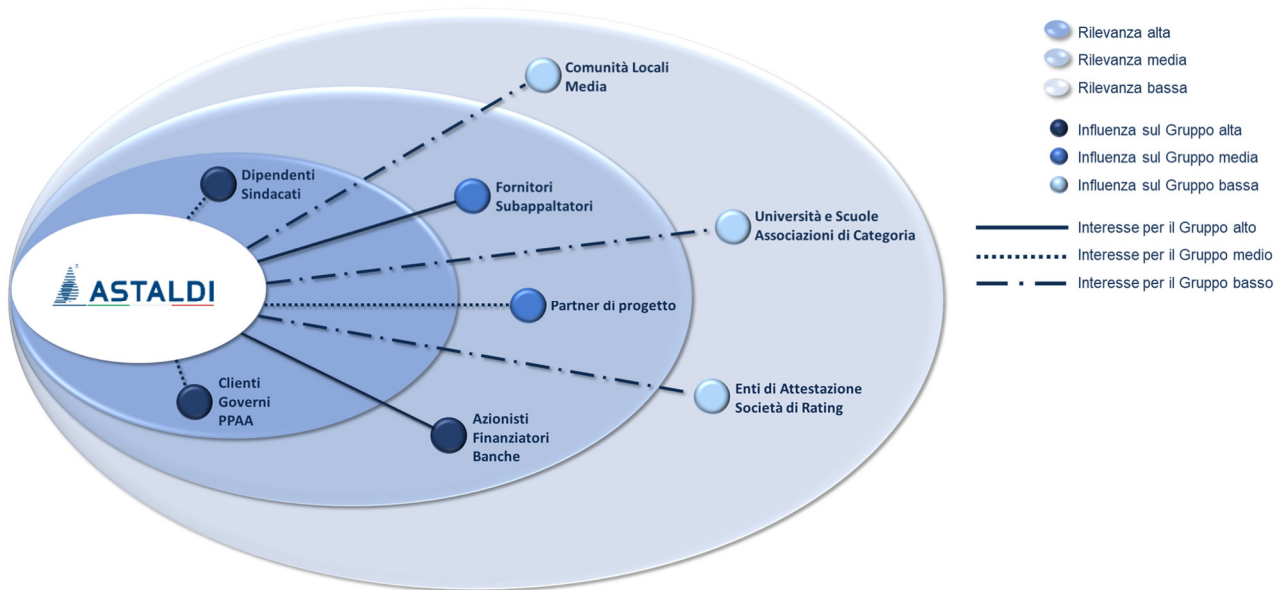 Comunità Locali
Media
Dipendenti
Sindacati
Fornitori
Subappaltatori
Università e Scuole
Associazioni di Categoria
ASTALDI
Partner di progetto
Clienti
Governi
PPAA
Enti di Attestazione
Società di Rating
Azionisti
Finanziatori
Banche
Rilevanza alta
Rilevanza media
Rilevanza bassa
Influenza sul Gruppo alta
Influenza sul Gruppo media
Influenza sul Gruppo bassa
Interesse per il Gruppo alto
Interesse per il Gruppo medio
Interesse per il Gruppo basso